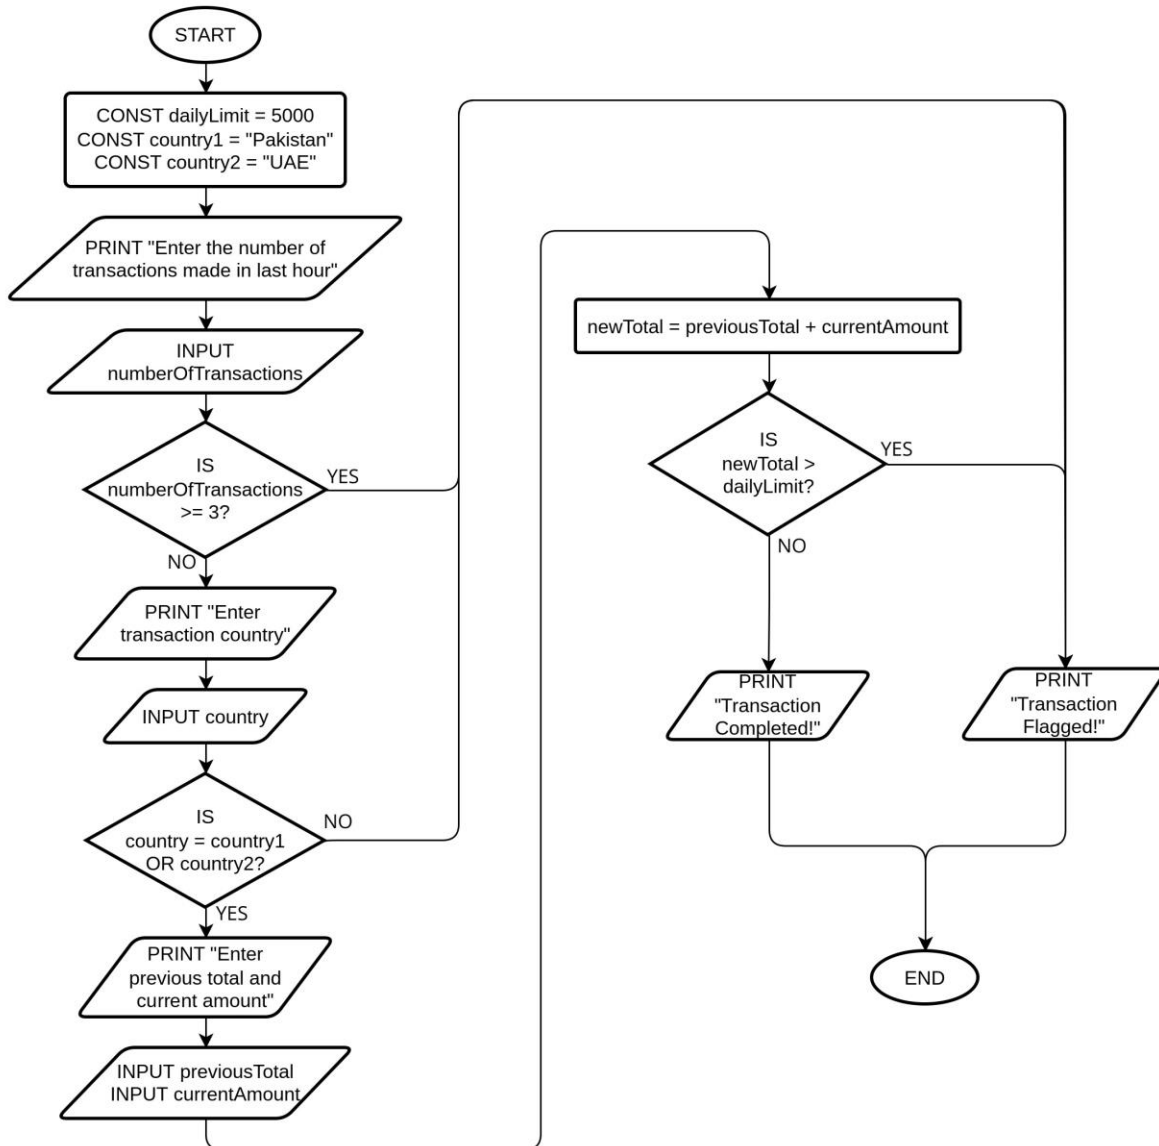 START
CONST dailyLimit = 5000
CONST country1 = "Pakistan"
CONST country2 = "UAE"
PRINT "Enter the number of
transactions made in last hour"
INPUT
numberOfTransactions
IS
numberOfTransactions
>= 3?
YES
NO
PRINT "Enter
transaction country"
INPUT country
IS
country = country1
OR country2?
NO
YES
PRINT "Enter
previous total and
current amount"
INPUT previousTotal
INPUT currentAmount
newTotal = previousTotal + currentAmount
IS
newTotal >
dailyLimit?
YES
NO
PRINT
"Transaction
Completed!"
PRINT
"Transaction
Flagged!"
END